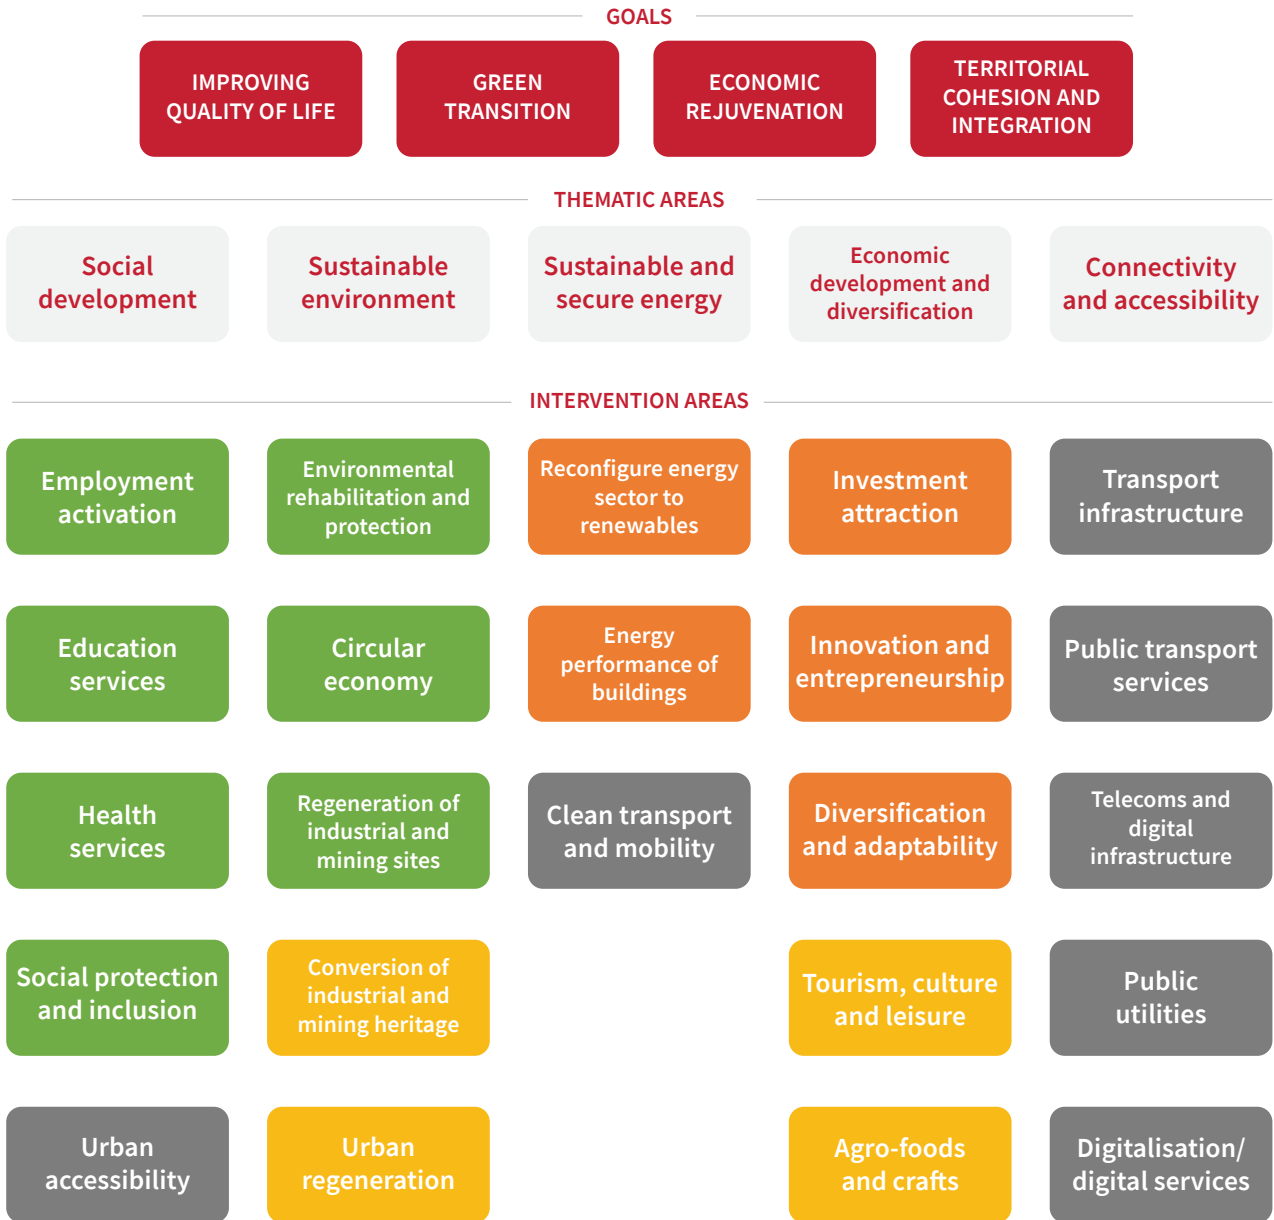 GOALS
IMPROVING
QUALITY OF LIFE
GREEN
TRANSITION
ECONOMIC
REJUVENATION
TERRITORIAL
COHESION AND
INTEGRATION
THEMATIC AREAS
Social
development
Sustainable
environment
Sustainable and
secure energy
Economic
development and
diversification
Connectivity
and accessibility
INTERVENTION AREAS
Employment
activation
Environmental
rehabilitation and
protection
Reconfigure energy
sector to
renewables
Investment
attraction
Transport
infrastructure
Education
services
Circular
economy
Energy
performance of
buildings
Innovation and
entrepreneurship
Public transport
services
Health
services
Regeneration of
industrial and
mining sites
Clean transport
and mobility
Diversification
and adaptability
Telecoms and
digital
infrastructure
Social protection
and inclusion
Conversion of
industrial and
mining heritage
Tourism, culture
and leisure
Public
utilities
Urban
accessibility
Urban
regeneration
Agro-foods
and crafts
Digitalisation/
digital services